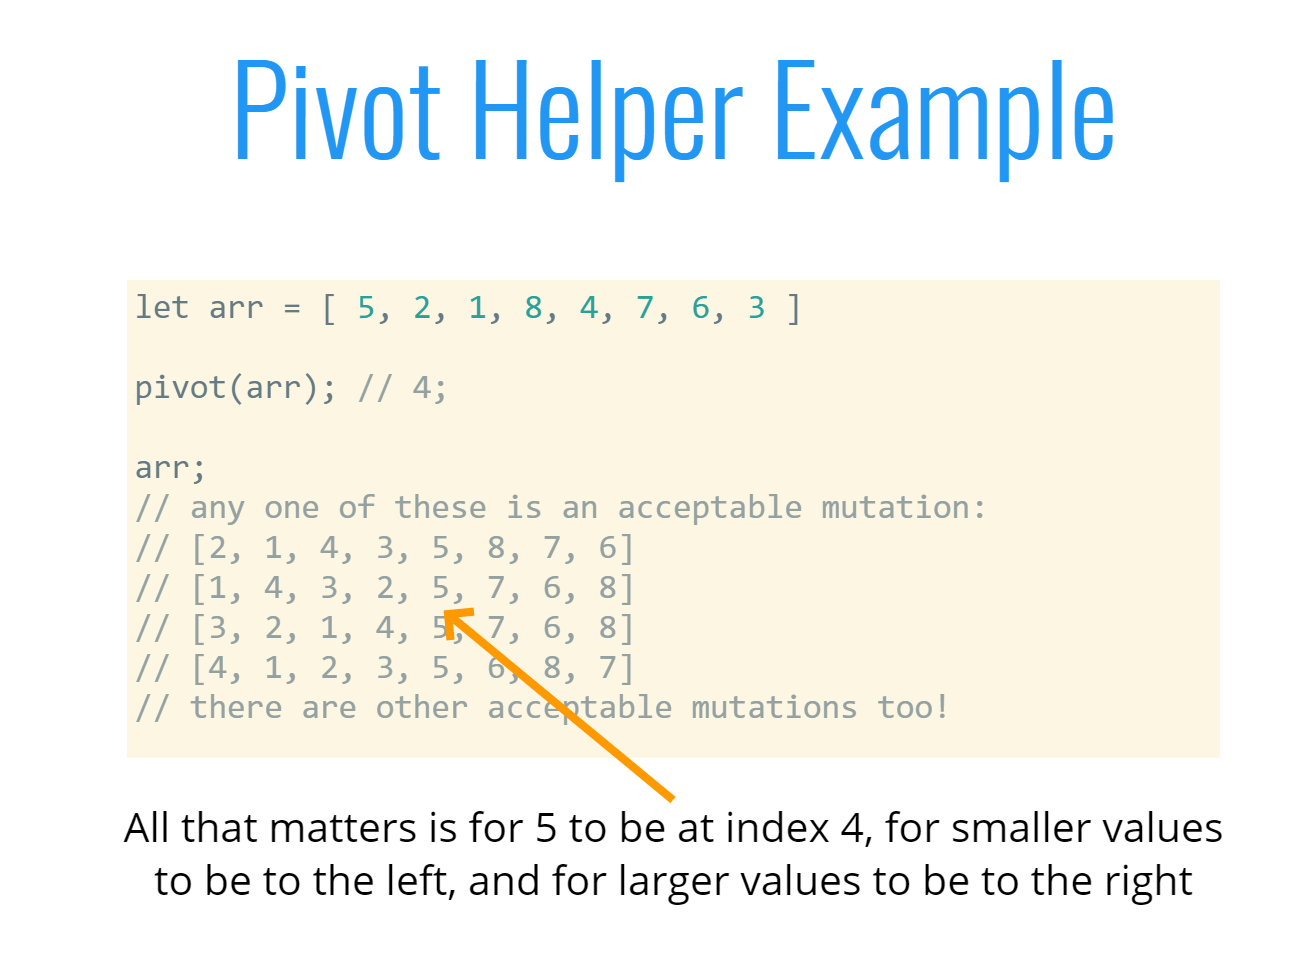 Pivot Helper Example
let arr = [ 5, 2, 1, 8, 4, 7, 6, 3 ]
pivot(arr); // 4;
arr;
// any one of these is an acceptable mutation:
// [2, 1, 4, 3, 5, 8, 7, 6]
// [1, 4, 3, 2, 5, 7, 6, 8]
// [3, 2, 1, 4, 5, 7, 6, 8]
// [4, 1, 2, 3, 5, 6, 8, 7]
// there are other acceptable mutations too!
All that matters is for 5 to be at index 4, for smaller values
to be to the left, and for larger values to be to the right